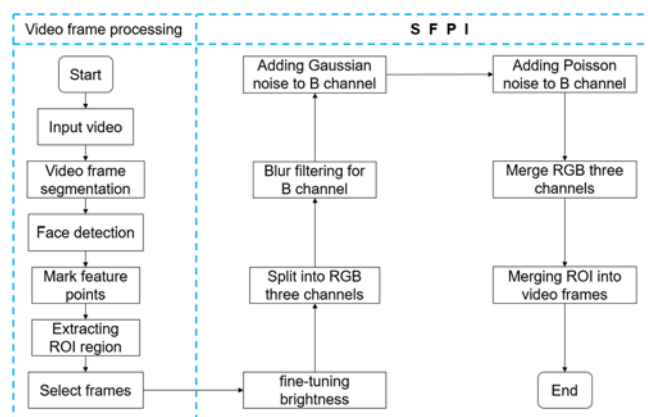 Video frame processing
S F P I
Start
Input video
Video frame
segmentation
Face detection
Mark feature
points
Extracting
ROI region
Select frames
fine-tuning
brightness
Split into RGB
three channels
Blur filtering for
B channel
Adding Gaussian
noise to B channel
Adding Poisson
noise to B channel
Merge RGB three
channels
Merging ROI into
video frames
End